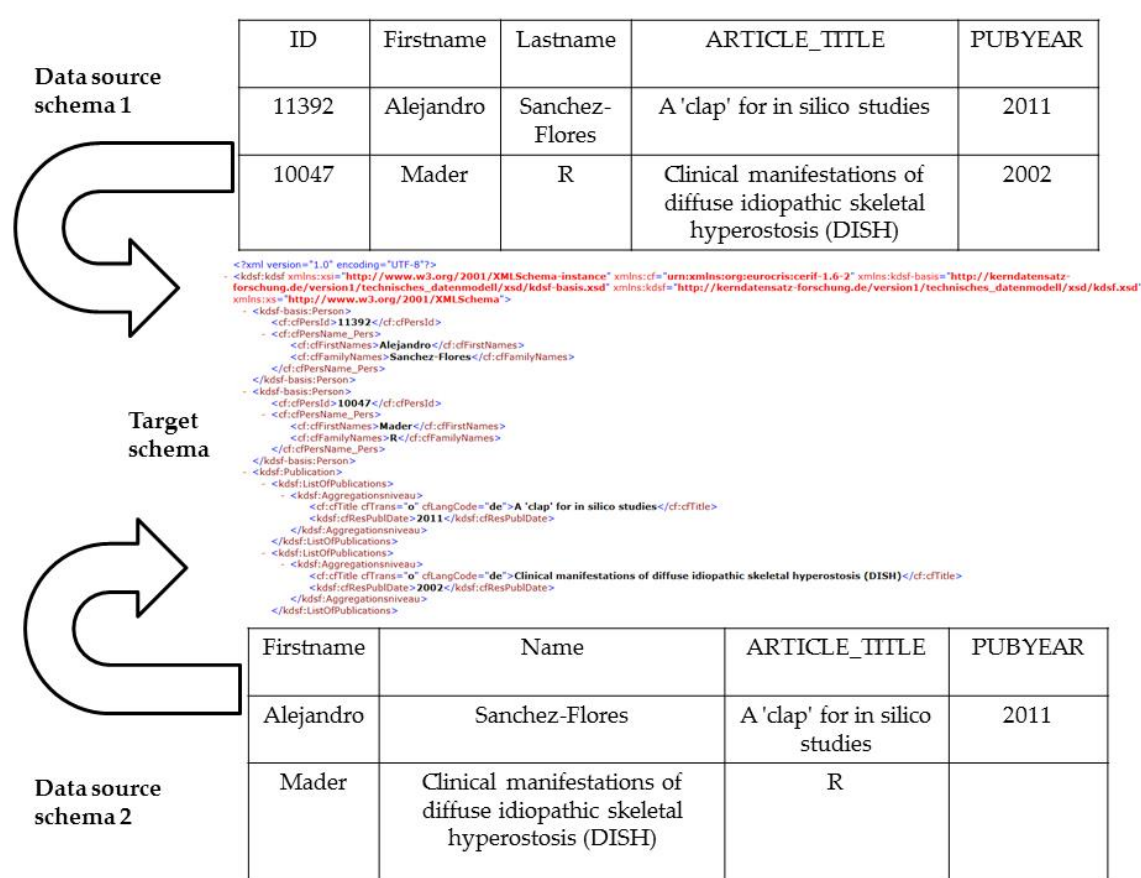 ID Firstname Lastname ARTICLE_TITLE PUBYEAR
Data source
schema 1
11392 Alejandro Sanchez-
Flores A 'clap' for in silico studies 2011
10047 Mader R Clinical manifestations of
diffuse idiopathic skeletal
hyperostosis (DISH) 2002
<?xml version="1.0" encoding="UTF-8"?>
- <kdsf:kdsf xmlns:xsi="http://www.w3.org/2001/XMLSchema-instance" xmlns:cf="urn:xmlns:org:eurocris:cerif-1.6-2" xmlns:kdsf-basis="http://kerndatensatz-
forschung.de/version1/technisches_datenmodell/xsd/kdsf-basis.xsd" xmlns:kdsf="http://kerndatensatz-forschung.de/version1/technisches_datenmodell/xsd/kdsf.xsd"
xmlns:xs="http://www.w3.org/2001/XMLSchema">
- <kdsf-basis:Person>
<cf:cfPersId>11392</cf:cfPersId>
- <cf:cfPersName_Pers>
<cf:cfFirstNames>Alejandro</cf:cfFirstNames>
<cf:cfFamilyNames>Sanchez-Flores</cf:cfFamilyNames>
</cf:cfPersName_Pers>
</kdsf-basis:Person>
- <kdsf-basis:Person>
<cf:cfPersId>10047</cf:cfPersId>
- <cf:cfPersName_Pers>
<cf:cfFirstNames>Mader</cf:cfFirstNames>
<cf:cfFamilyNames>R</cf:cfFamilyNames>
</cf:cfPersName_Pers>
</kdsf-basis:Person>
- <kdsf:Publication>
- <kdsf:ListOfPublications>
- <kdsf:Aggregationsniveau>
<cf:cfTitle cfTrans="o" cfLangCode="de">A 'clap' for in silico studies</cf:cfTitle>
<kdsf:cfResPublDate>2011</kdsf:cfResPublDate>
</kdsf:Aggregationsniveau>
</kdsf:ListOfPublications>
- <kdsf:ListOfPublications>
- <kdsf:Aggregationsniveau>
<cf:cfTitle cfTrans="o" cfLangCode="de">Clinical manifestations of diffuse idiopathic skeletal hyperostosis (DISH)</cf:cfTitle>
<kdsf:cfResPublDate>2002</kdsf:cfResPublDate>
</kdsf:Aggregationsniveau>
</kdsf:ListOfPublications>
Target
schema
Firstname Name ARTICLE_TITLE PUBYEAR
Alejandro Sanchez-Flores A 'clap' for in silico
studies 2011
Data source
schema 2
Mader Clinical manifestations of
diffuse idiopathic skeletal
hyperostosis (DISH) R